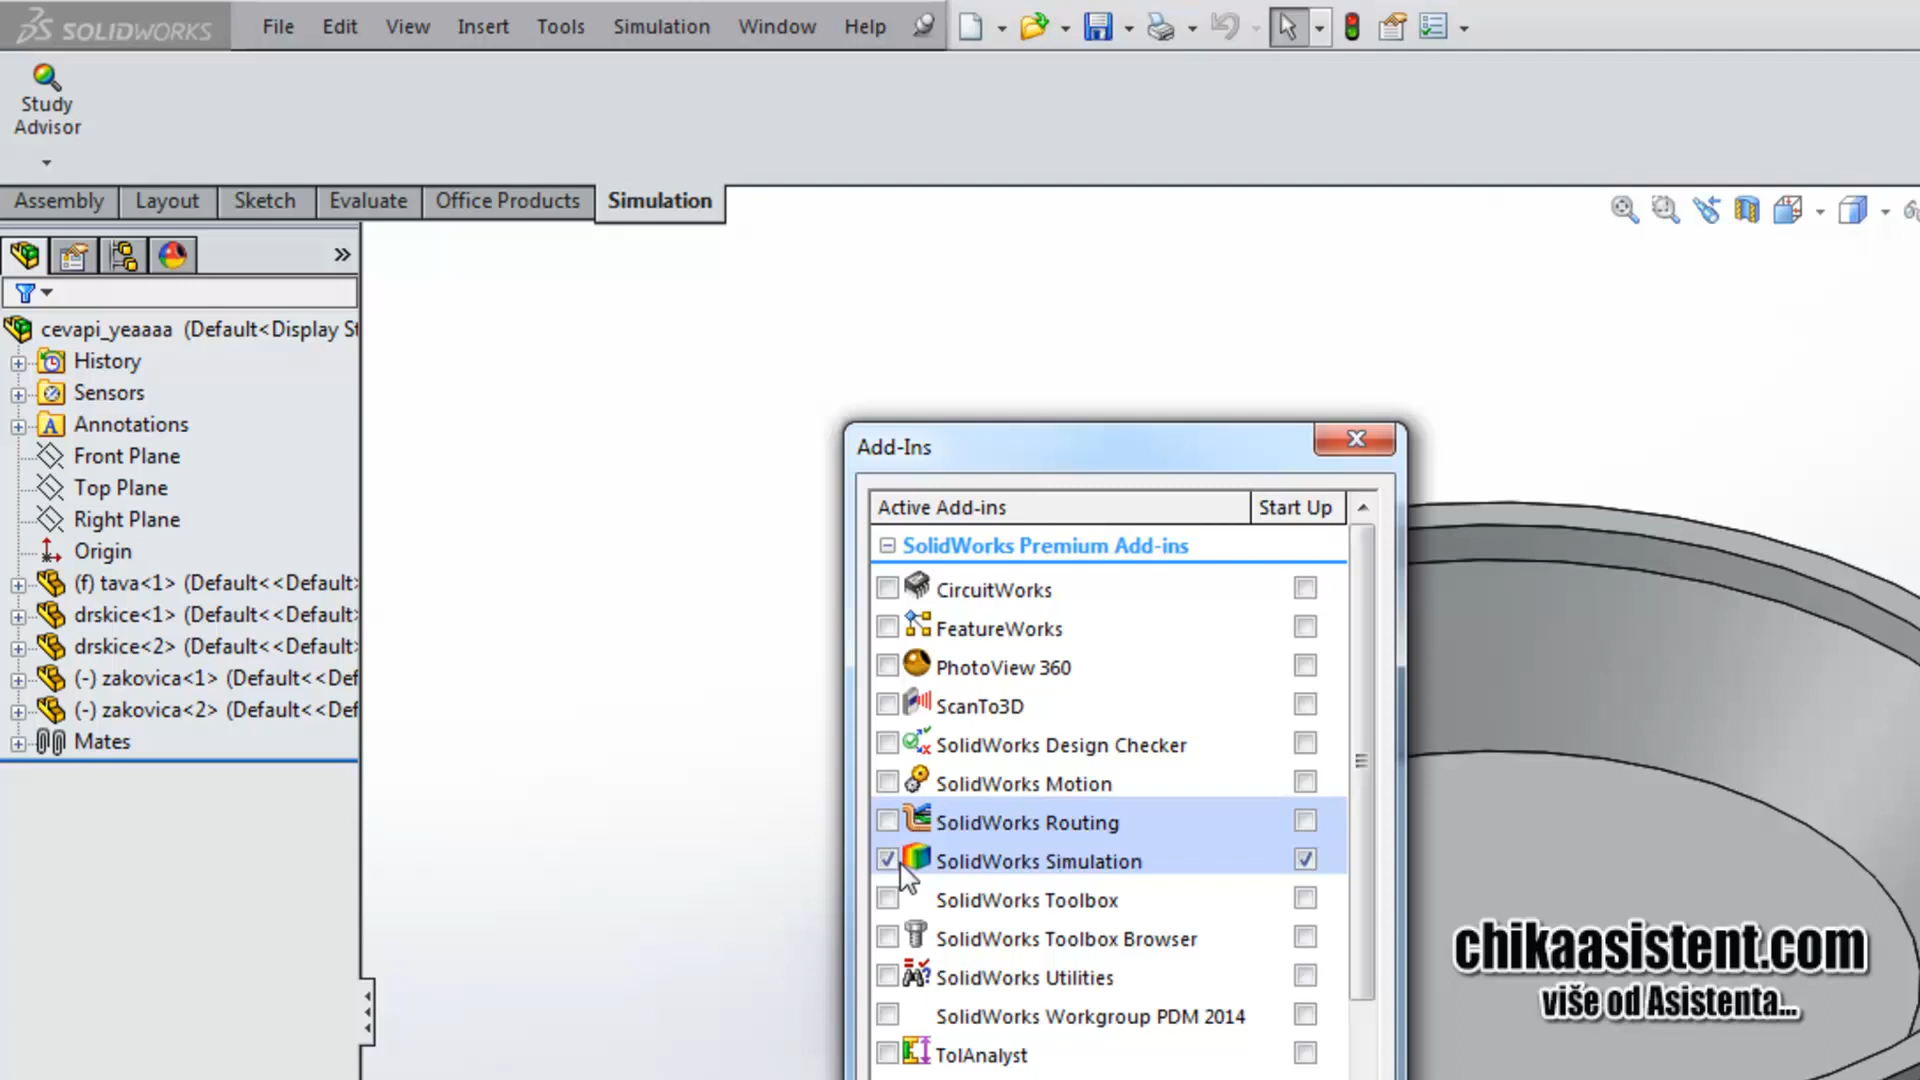 SOLIDWORKS
File Edit View Insert Tools Simulation Window Help
Study
Advisor
Assembly Layout Sketch Evaluate Office Products Simulation
cevapi_yeaaaa (Default<Display St
History
Sensors
Annotations
Front Plane
Top Plane
Right Plane
Origin
(f) tava<1> (Default<<Default>
drskice<1> (Default<<Default>
drskice<2> (Default<<Default>
(-) zakovica<1> (Default<<Def
(-) zakovica<2> (Default<<Def
Mates
Add-Ins
Active Add-ins Start Up
SolidWorks Premium Add-ins
CircuitWorks
FeatureWorks
PhotoView 360
ScanTo3D
SolidWorks Design Checker
SolidWorks Motion
SolidWorks Routing
SolidWorks Simulation
SolidWorks Toolbox
SolidWorks Toolbox Browser
SolidWorks Utilities
SolidWorks Workgroup PDM 2014
TolAnalyst
chikaasistent.com
više od Asistenta...